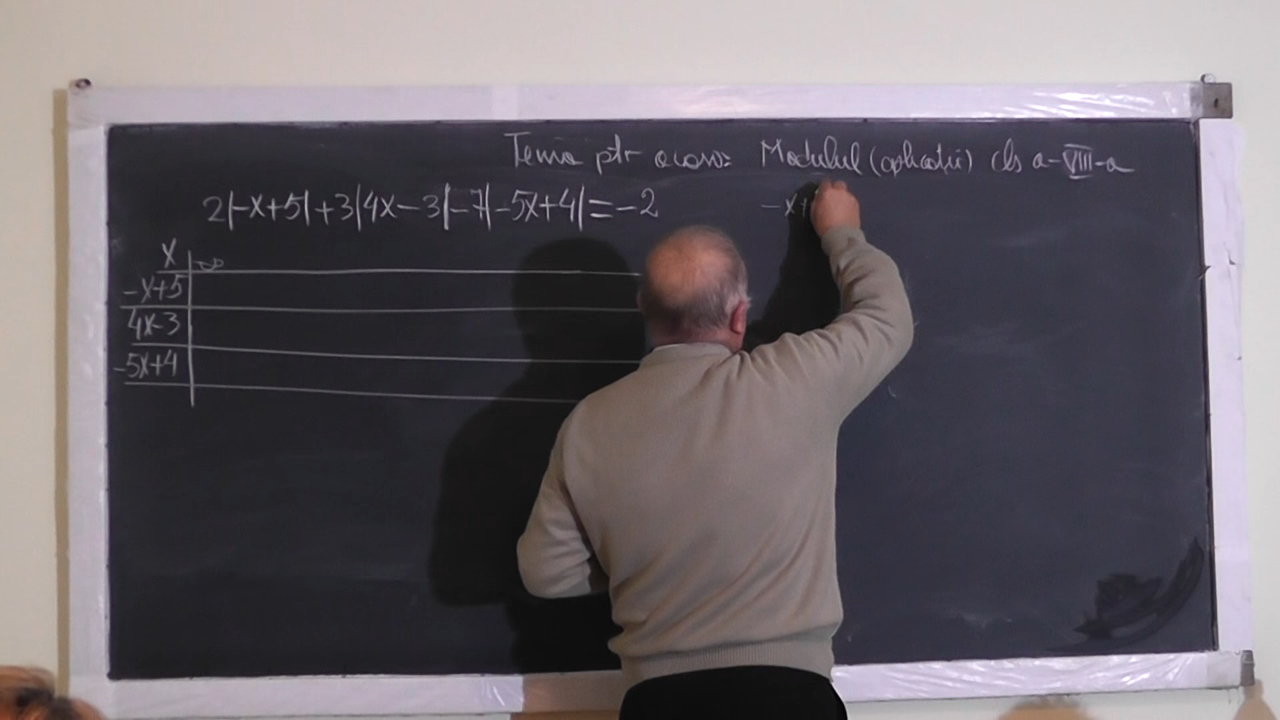 Tema ptr acasă: Modulul (aplicații) cls a-VIII-a
2|-x+5|+3|4x-3|-7|-5x+4|=-2
-x+
x -∞
-x+5
4x-3
-5x+4